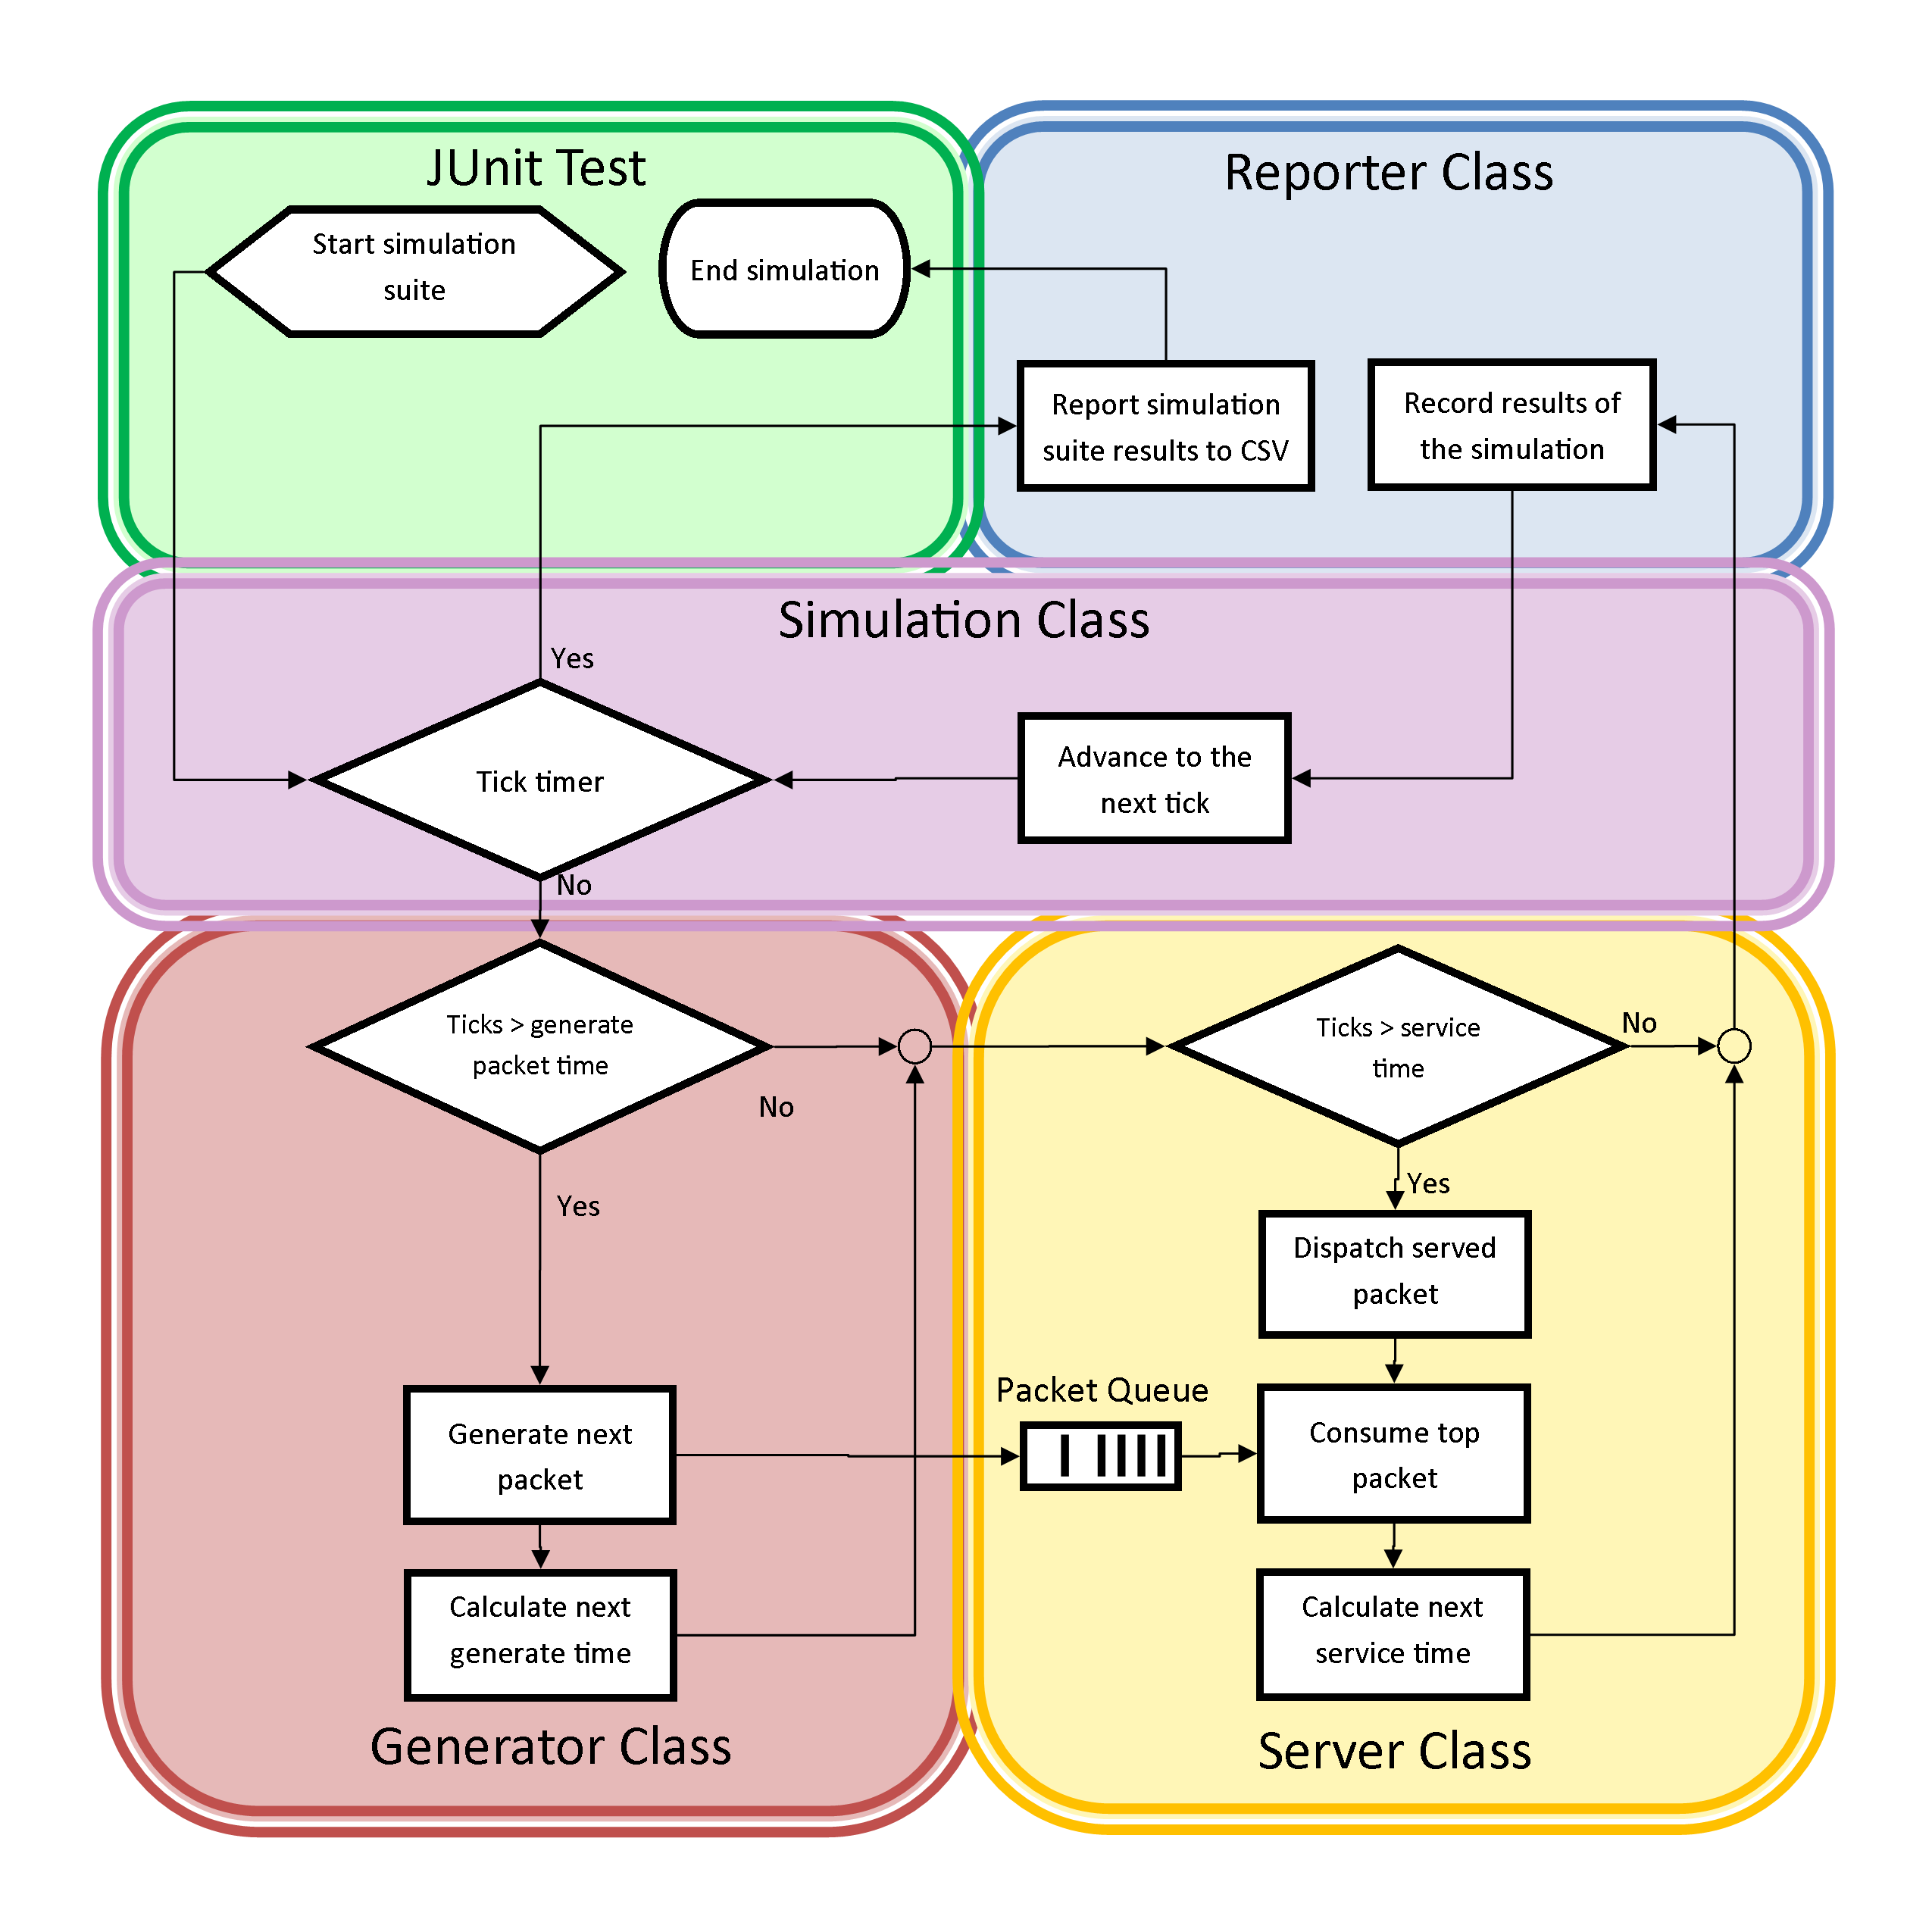 JUnit Test
Reporter Class
Start simulation
suite
End simulation
Report simulation
suite results to CSV
Record results of
the simulation
Simulation Class
Yes
Tick timer
Advance to the
next tick
No
Ticks > generate
packet time
No
Yes
Ticks > service
time
No
Yes
Dispatch served
packet
Generate next
packet
Packet Queue
Consume top
packet
Calculate next
generate time
Calculate next
service time
Generator Class
Server Class